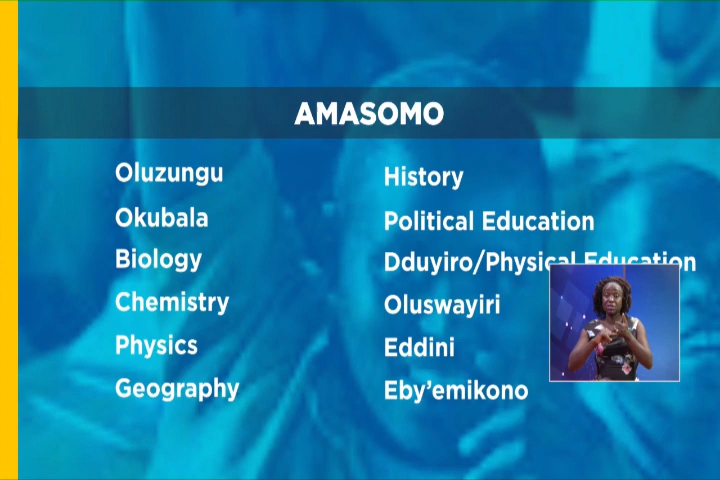 AMASOMO
Oluzungu
Okubala
Biology
Chemistry
Physics
Geography
History
Political Education
Dduyiro/Physical Education
Oluswayiri
Eddini
Eby'emikono